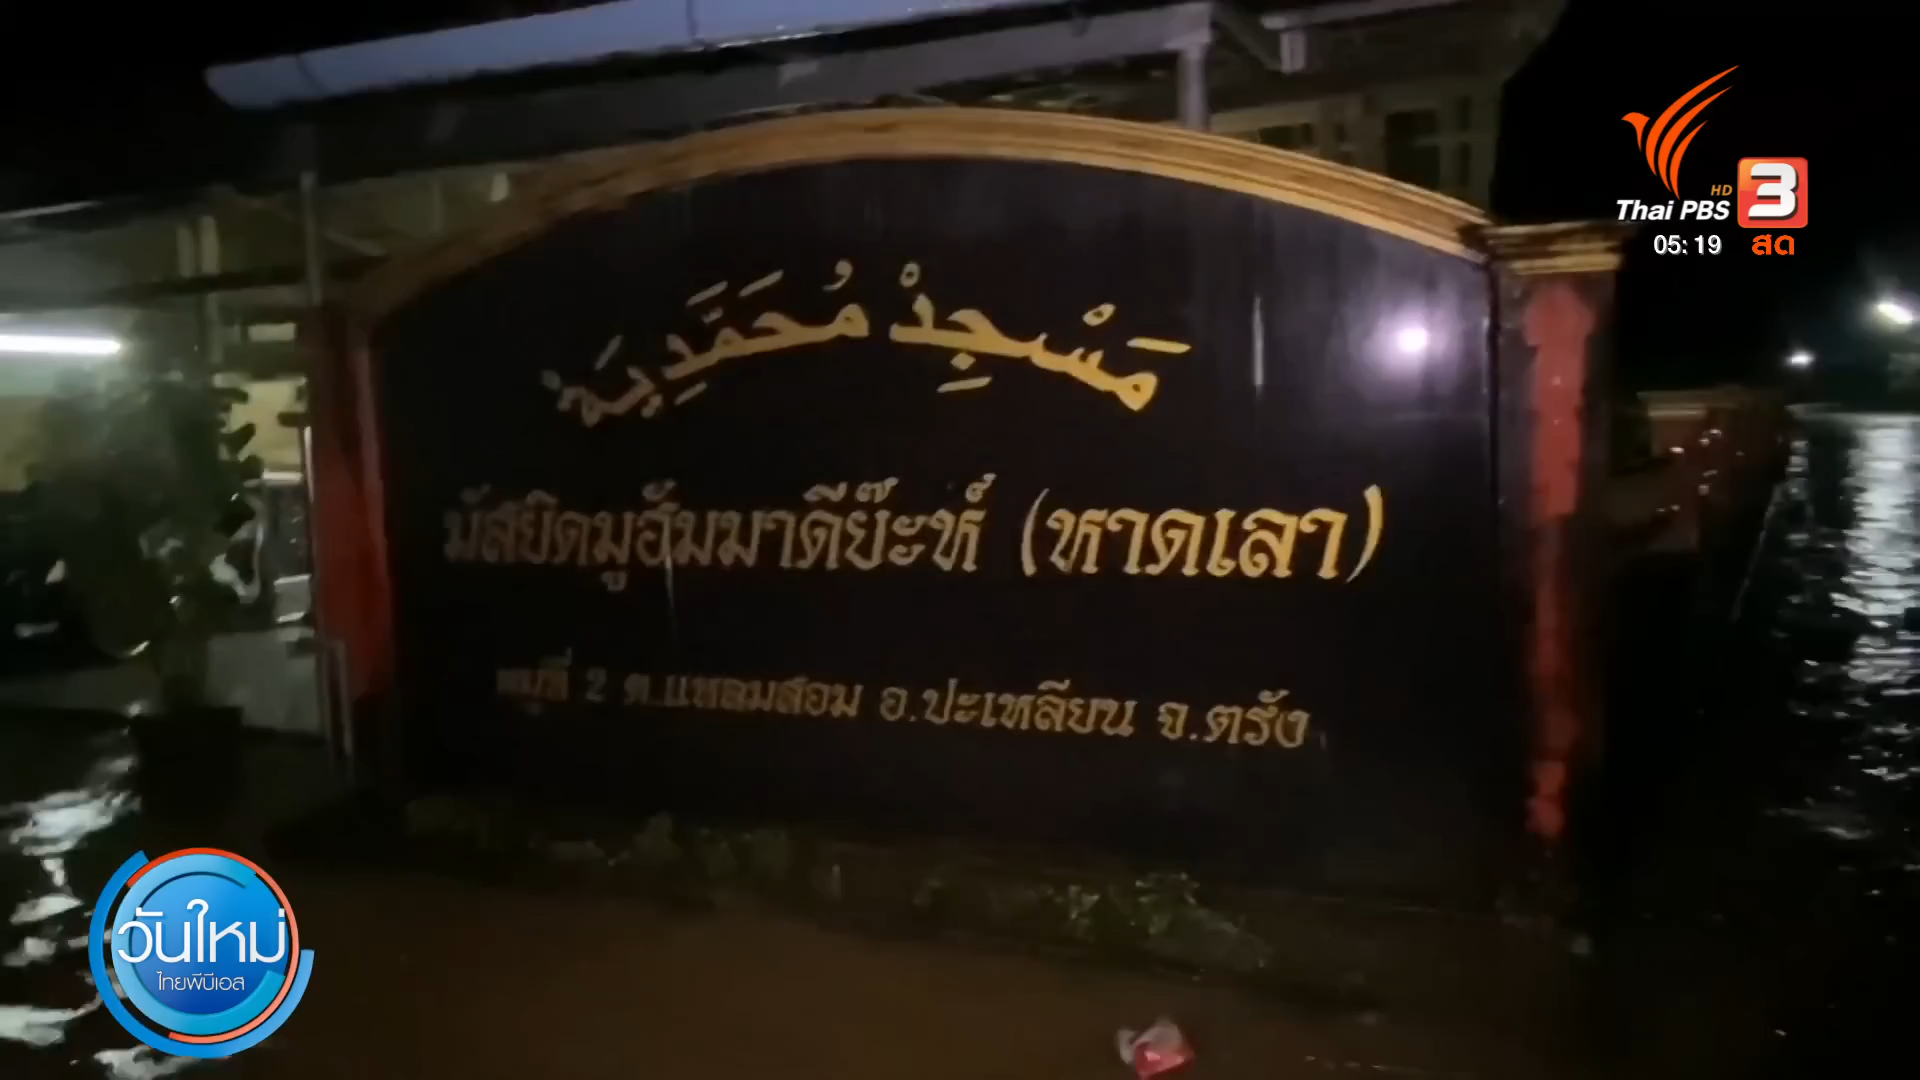 Thai PBS HD 3
05:19 สด
مَسْجِدْ مُحَمَّدِيَةْ
มัสยิดมูฮัมมาดีย๊ะห์ (หาดเลา)
หมู่ที่ 2 ต.แหลมสอม อ.ปะเหลียน จ.ตรัง
วันใหม่
ไทยพีบีเอส